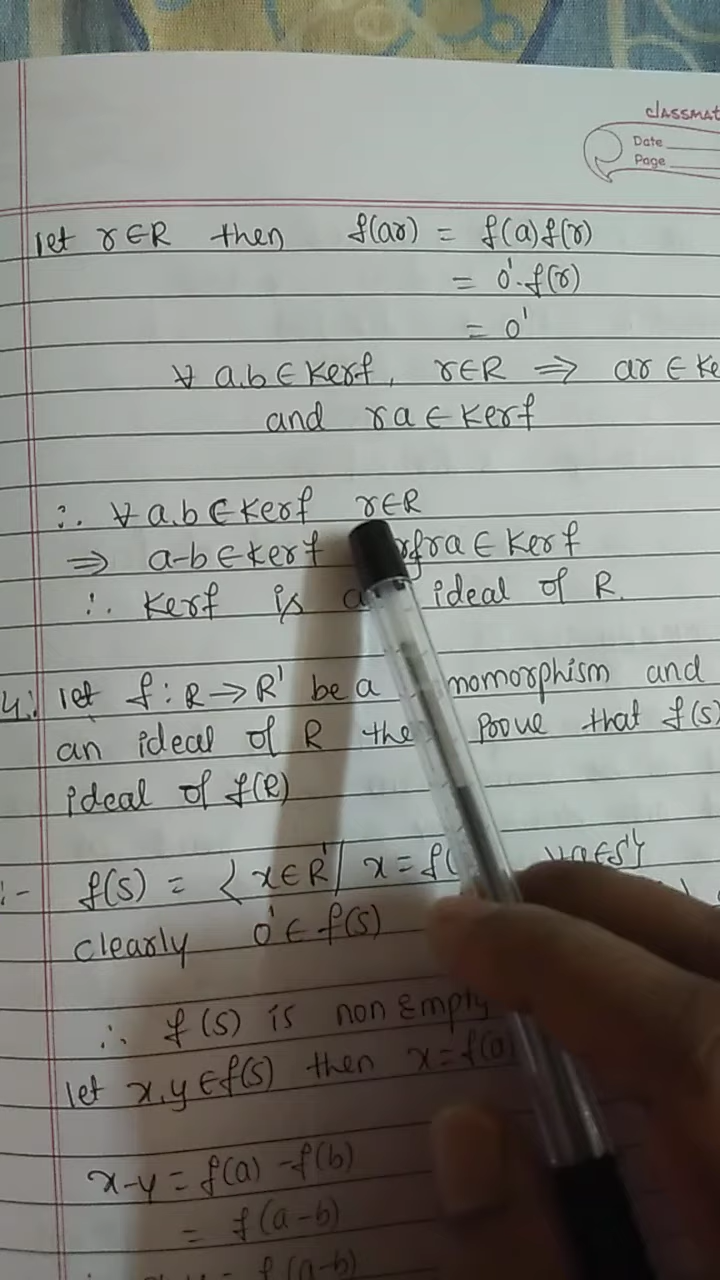 classmat
Date
Page
let r∈R then f(ar) = f(a)f(r)
= 0'.f(r)
= 0'
∀ a,b ∈ Kerf, r∈R ⇒ ar ∈ Ke
and ra ∈ Kerf
∴ ∀ a,b ∈ Kerf r∈R
⇒ a-b ∈ Kerf ra ∈ Kerf
∴ Kerf is ideal of R.
4: let f : R → R' be a momorphism and
an ideal of R the prove that f(s)
ideal of f(R)
:- f(s) = {x∈R' / x = f( ∀a∈S}
clearly 0' ∈ f(s)
∴ f(s) is non Empty
let x,y ∈ f(s) then x = f(a)
x-y = f(a) - f(b)
= f(a-b)
f(a-b)